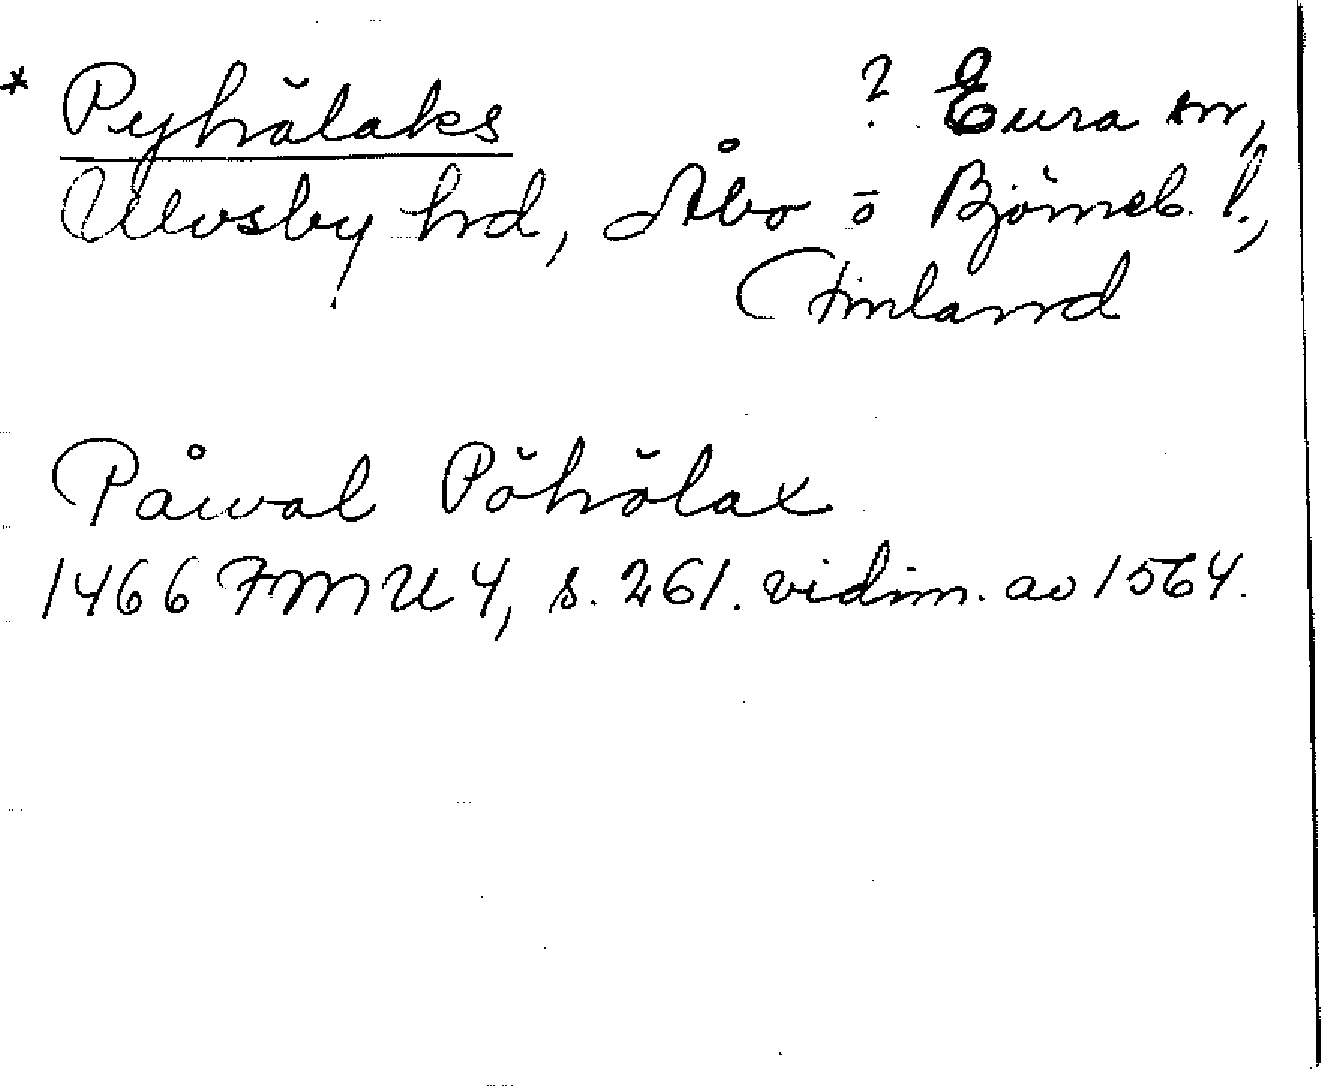 * Pyhälaks ? Eura sn,
Ulvsby hd, Åbo o Björneb. l.,
Finland
Påwal Pöhölax
1466 FMU 4, s. 261. vidim. av 1564.